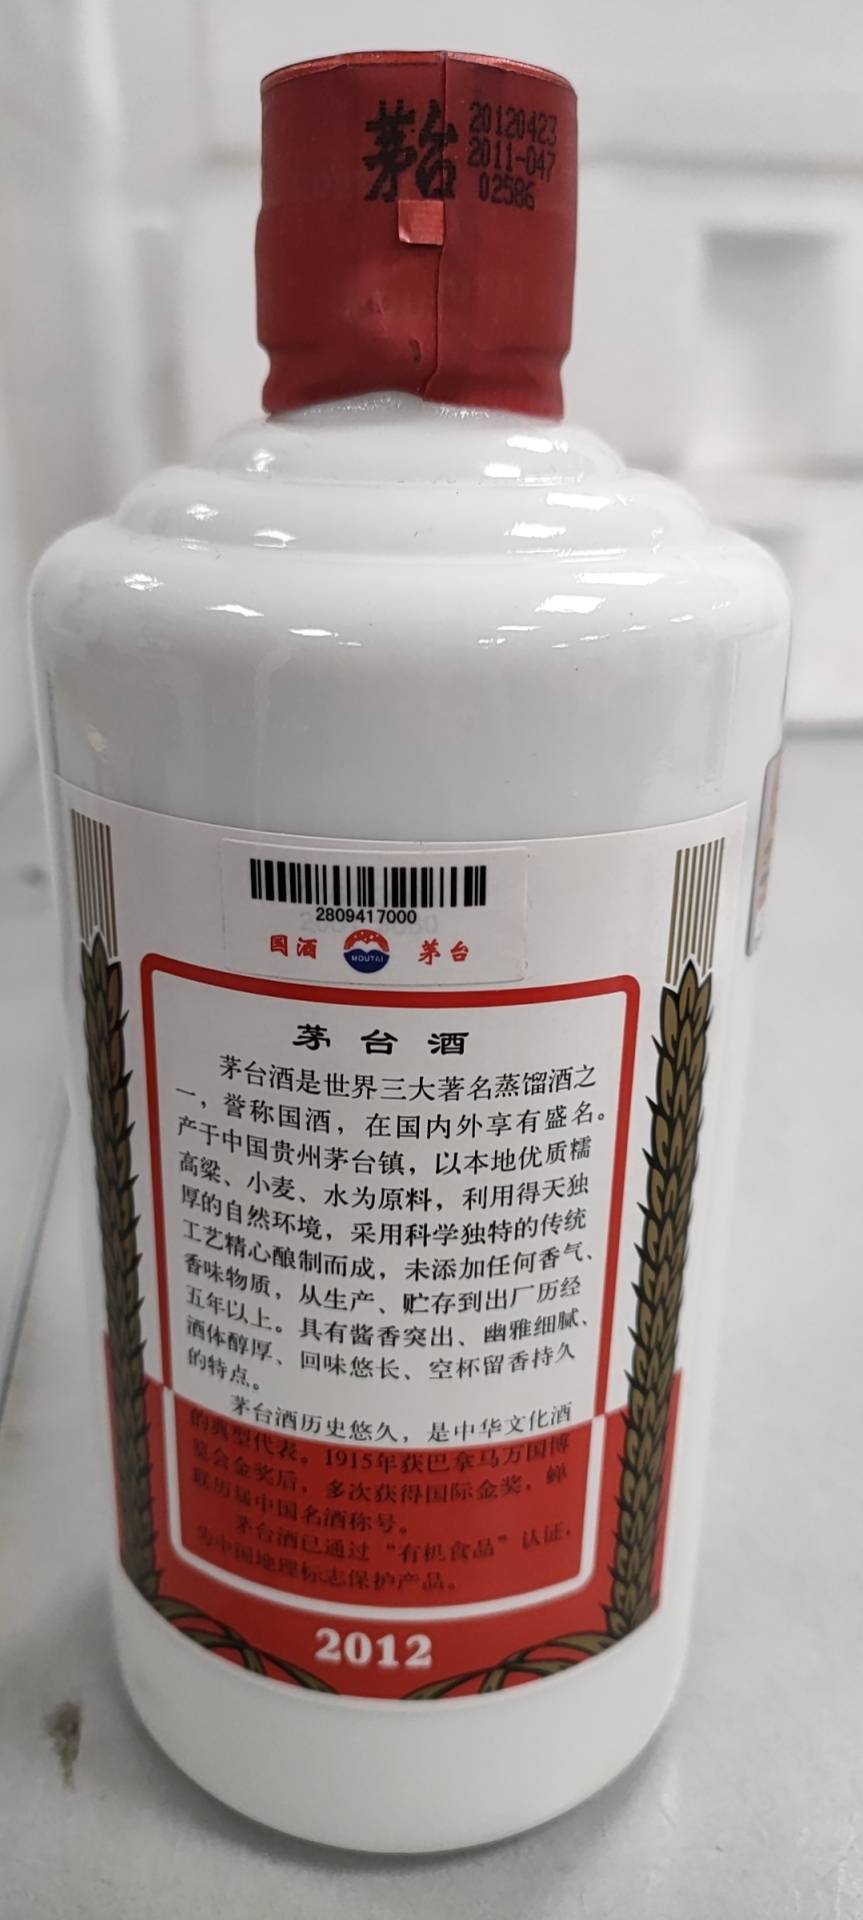 茅台
20120423
2011-047
02586
2809417000
国酒
MOUTAI
茅台
茅台酒
茅台酒是世界三大著名蒸馏酒之
一，誉称国酒，在国内外享有盛名。
产于中国贵州茅台镇，以本地优质糯
高粱、小麦、水为原料，利用得天独
厚的自然环境，采用科学独特的传统
工艺精心酿制而成，未添加任何香气、
香味物质，从生产、贮存到出厂历经
五年以上。具有酱香突出、幽雅细腻、
酒体醇厚、回味悠长、空杯留香持久
的特点。
茅台酒历史悠久，是中华文化酒
的典型代表。1915年获巴拿马万国博
览会金奖后，多次获得国际金奖，蝉
联历届中国名酒称号。
茅台酒已通过“有机食品”认证，
为中国地理标志保护产品。
2012